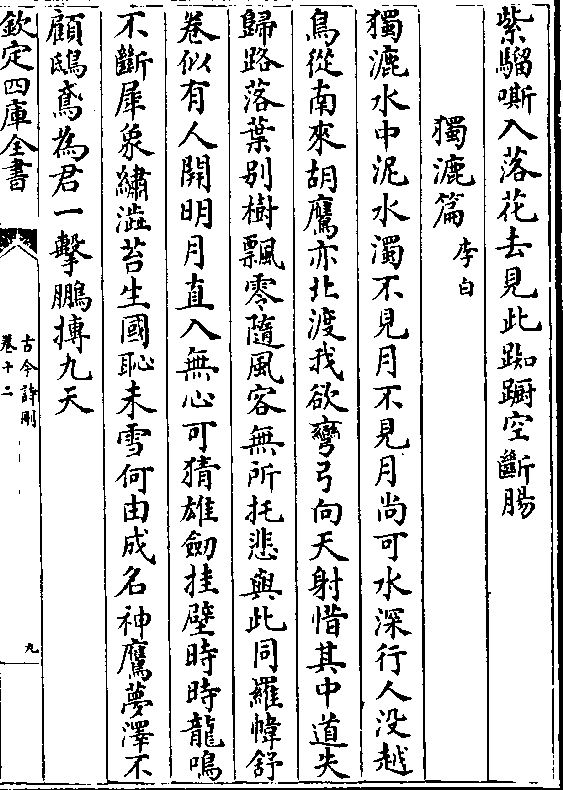 紫騮嘶入落花去見此踟蹰空斷腸
獨漉篇 李白
獨漉水中泥水濁不見月不見月尚可水深行人没越
鳥從南來胡鷹亦北渡我欲彎弓向天射惜其中道失
歸路落葉别樹飄零隨風客無所托悲與此同羅幃舒
卷似有人開明月直入無心可猜雄劒挂壁時時龍鳴
不斷犀象繡澁苔生國恥未雪何由成名神鷹夢澤不
顧鴟鳶為君一擊鵬摶九天
欽定四庫全書
古今詩刪
卷十二
九